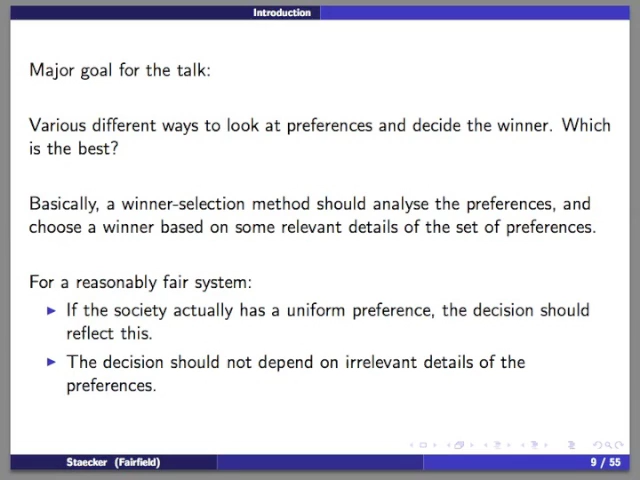 Introduction
Major goal for the talk:
Various different ways to look at preferences and decide the winner. Which
is the best?
Basically, a winner-selection method should analyse the preferences, and
choose a winner based on some relevant details of the set of preferences.
For a reasonably fair system:
If the society actually has a uniform preference, the decision should
reflect this.
The decision should not depend on irrelevant details of the
preferences.
Staecker (Fairfield)
9 / 55